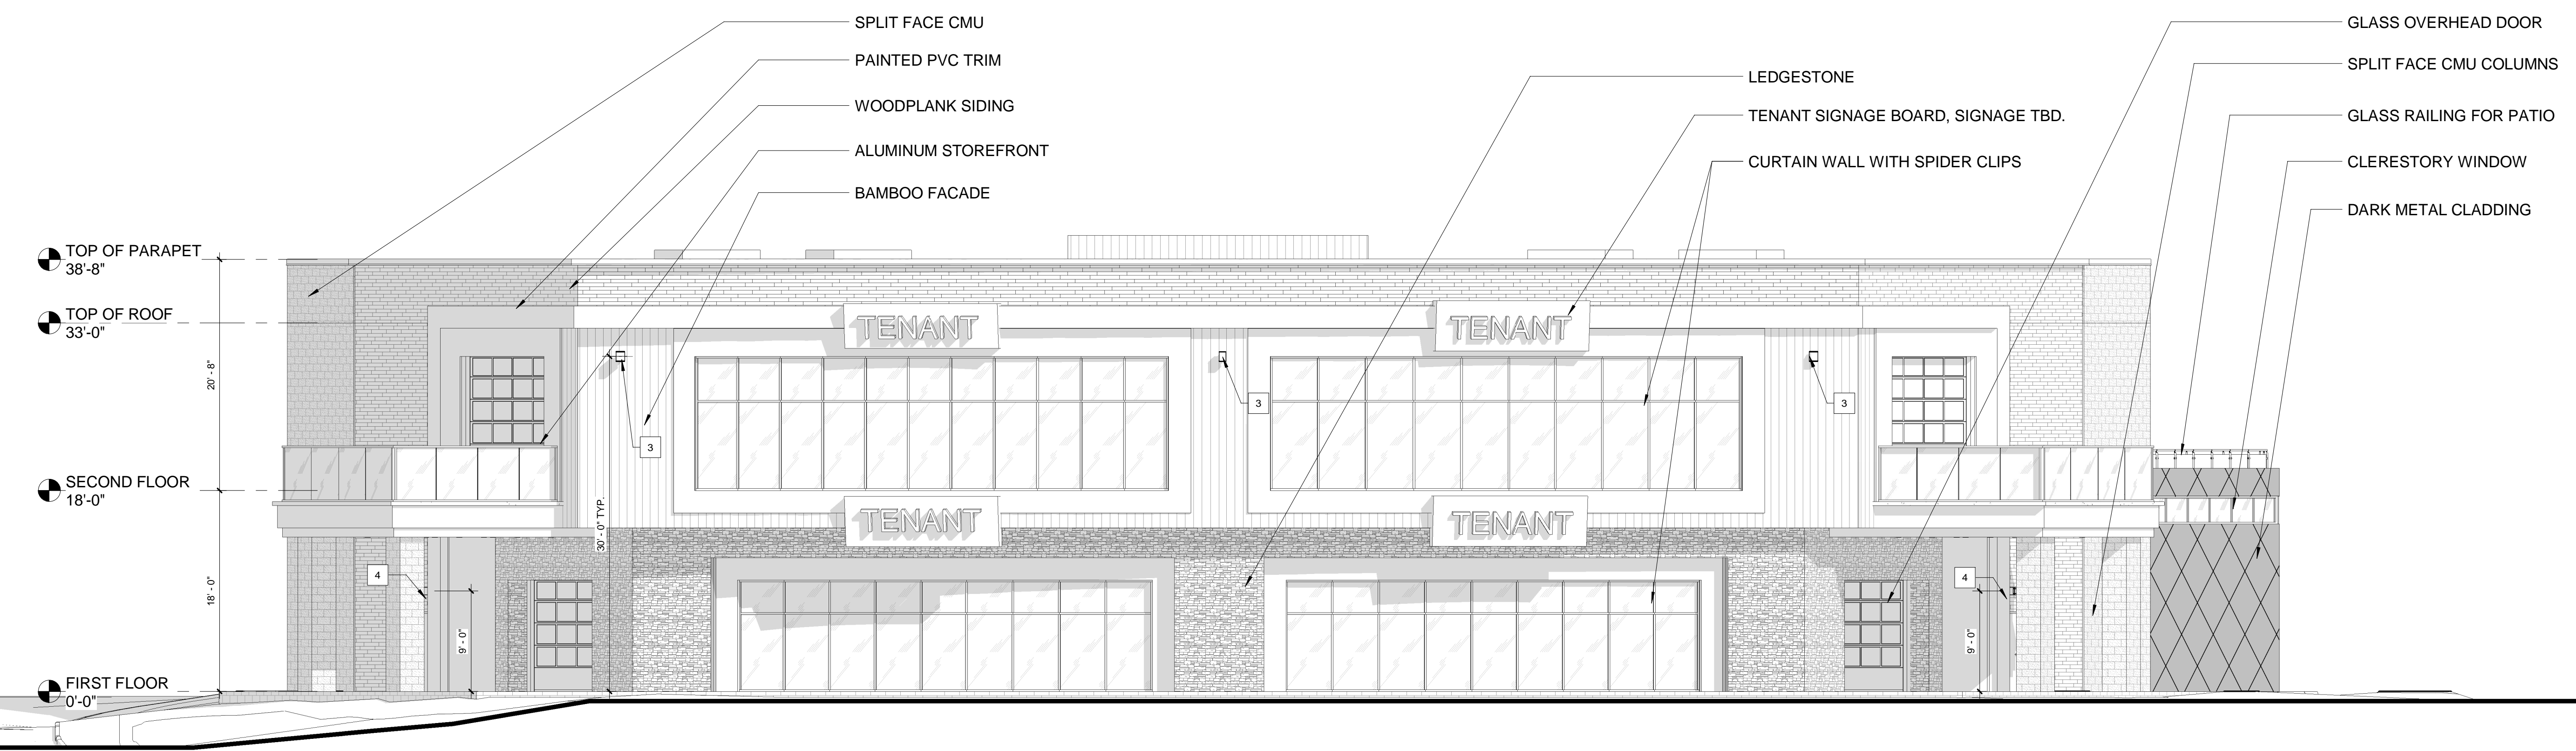 SPLIT FACE CMU
PAINTED PVC TRIM
WOODPLANK SIDING
ALUMINUM STOREFRONT
BAMBOO FACADE
LEDGESTONE
TENANT SIGNAGE BOARD, SIGNAGE TBD.
CURTAIN WALL WITH SPIDER CLIPS
GLASS OVERHEAD DOOR
SPLIT FACE CMU COLUMNS
GLASS RAILING FOR PATIO
CLERESTORY WINDOW
DARK METAL CLADDING
TOP OF PARAPET
38'-8"
TOP OF ROOF
33'-0"
20' - 8"
SECOND FLOOR
18'-0"
18' - 0"
FIRST FLOOR
0'-0"
TENANT
TENANT
3
3
3
30' - 0" TYP.
TENANT
TENANT
4
4
9' - 0"
9' - 0"